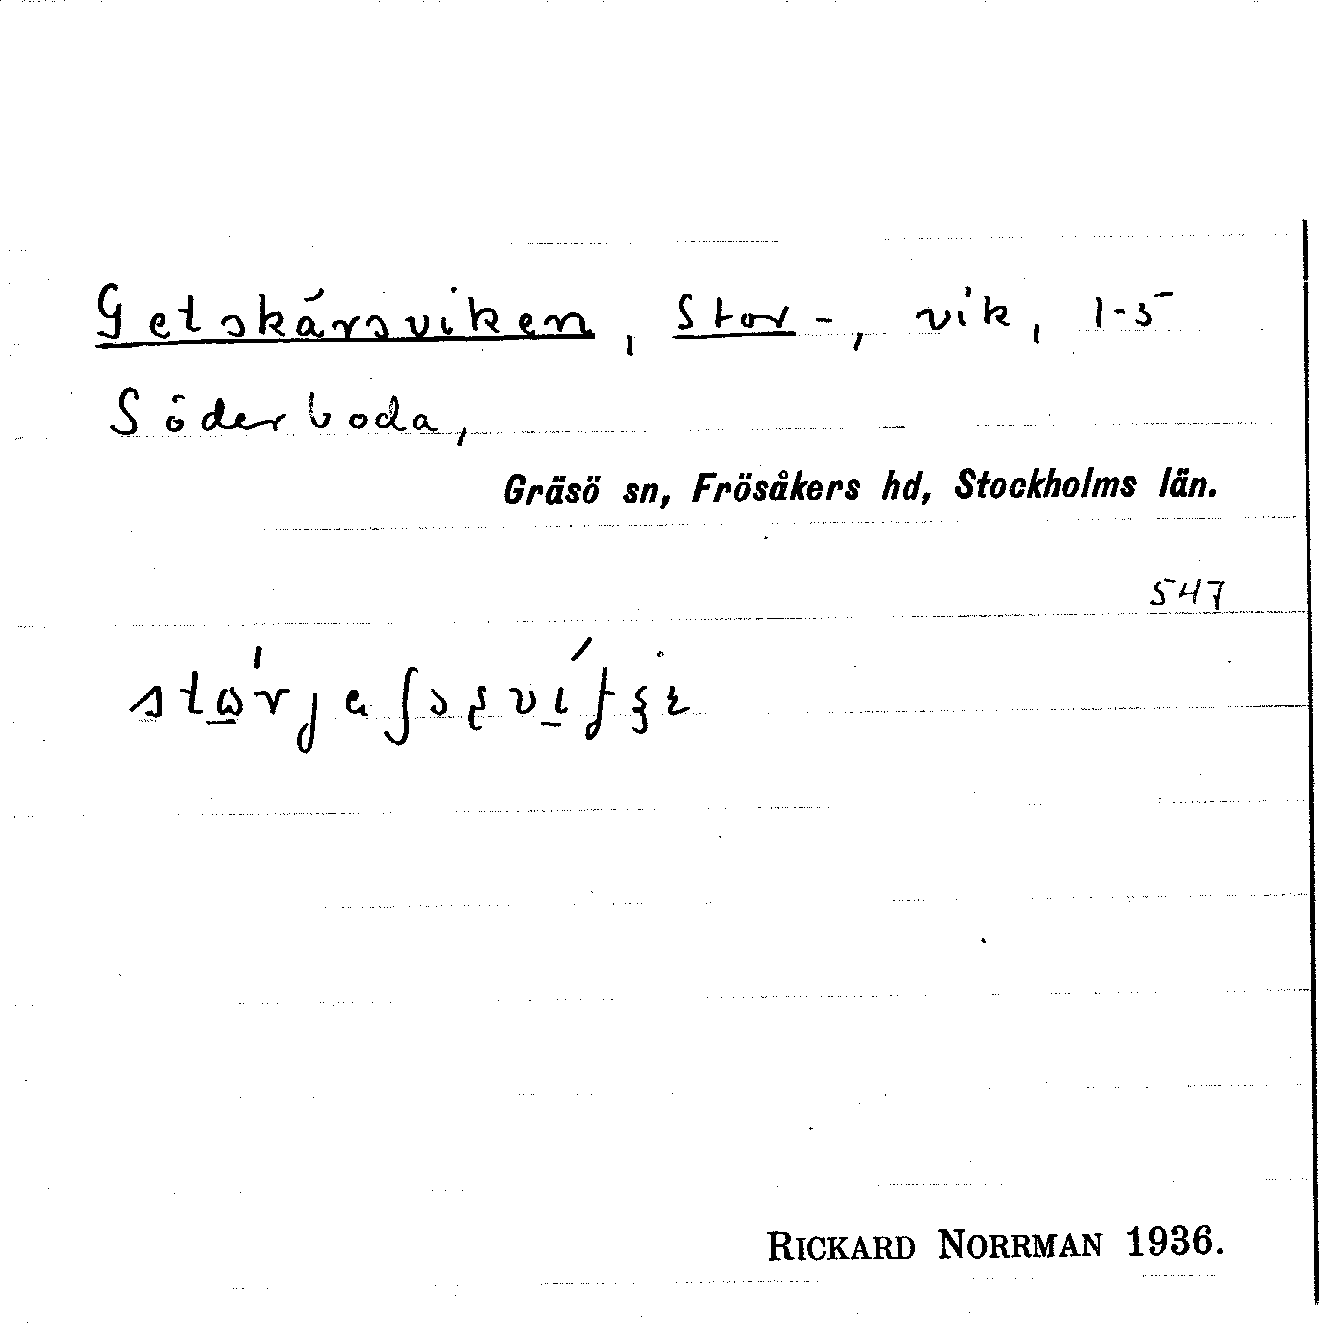 Getskärsviken, Stor-, vik, 1-5
Söderboda,
Gräsö sn, Frösåkers hd, Stockholms län.
547
RICKARD NORRMAN 1936.